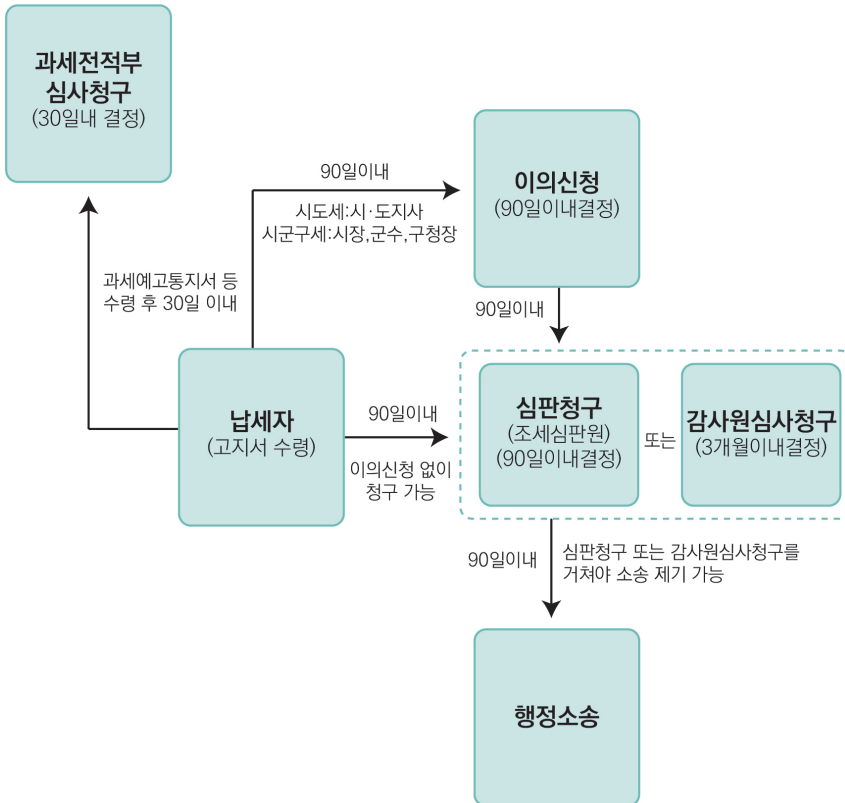 과세전적부
심사청구
(30일내 결정)
90일이내
시도세:시·도지사
시군구세:시장,군수,구청장
이의신청
(90일이내결정)
과세예고통지서 등
수령 후 30일 이내
90일이내
납세자
(고지서 수령)
90일이내
이의신청 없이
청구 가능
심판청구
(조세심판원)
(90일이내결정)
또는
감사원심사청구
(3개월이내결정)
90일이내
심판청구 또는 감사원심사청구를
거쳐야 소송 제기 가능
행정소송